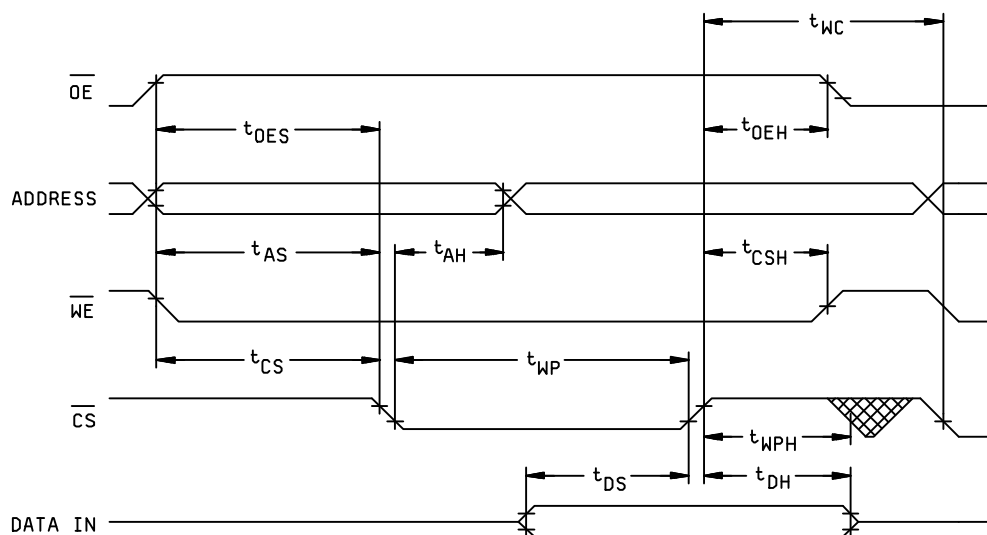 tWC
OE
tOES
tOEH
ADDRESS
tAS
tAH
tCSH
WE
tCS
tWP
CS
tWPH
tDS
tDH
DATA IN